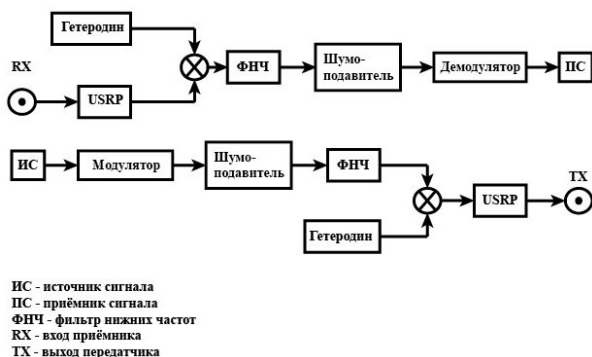 Гетеродин
RX
USRP
ФНЧ
Шумо-
подавитель
Демодулятор
ПС
ИС
Модулятор
Шумо-
подавитель
ФНЧ
Гетеродин
USRP
TX
ИС - источник сигнала
ПС - приёмник сигнала
ФНЧ - фильтр нижних частот
RX - вход приёмника
TX - выход передатчика